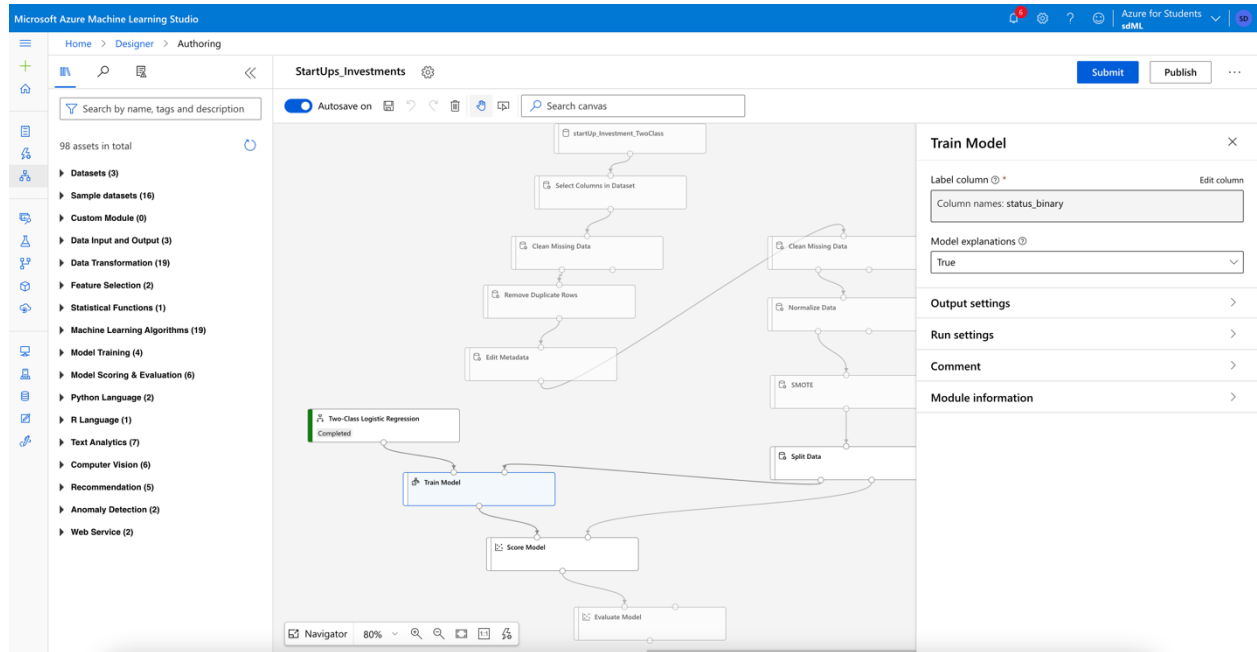 Microsoft Azure Machine Learning Studio
6
?
Azure for Students
sdML
SD
Home > Designer > Authoring
StartUps_Investments
Submit
Publish
...
Search by name, tags and description
Autosave on
Search canvas
98 assets in total
Datasets (3)
Sample datasets (16)
Custom Module (0)
Data Input and Output (3)
Data Transformation (19)
Feature Selection (2)
Statistical Functions (1)
Machine Learning Algorithms (19)
Model Training (4)
Model Scoring & Evaluation (6)
Python Language (2)
R Language (1)
Text Analytics (7)
Computer Vision (6)
Recommendation (5)
Anomaly Detection (2)
Web Service (2)
startUp_Investment_TwoClass
Select Columns in Dataset
Clean Missing Data
Remove Duplicate Rows
Edit Metadata
Clean Missing Data
Normalize Data
SMOTE
Split Data
Two-Class Logistic Regression
Completed
Train Model
Score Model
Evaluate Model
Navigator
80%
1:1
Train Model
Label column *
Edit column
Column names: status_binary
Model explanations
True
Output settings
Run settings
Comment
Module information